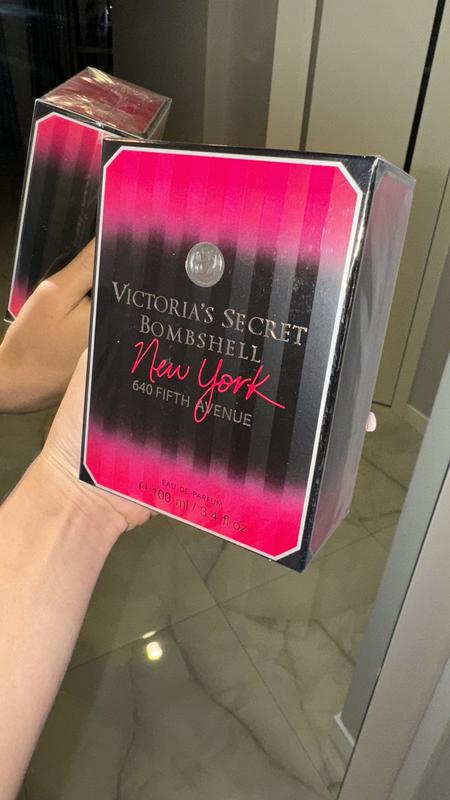 VICTORIA'S SECRET
BOMBSHELL
New York
640 FIFTH AVENUE
EAU DE PARFUM
e 100 ml / 3.4 fl oz